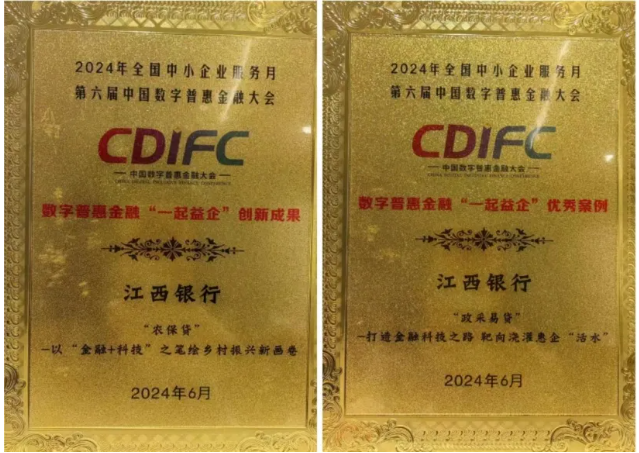 2024年全国中小企业服务月
第六届中国数字普惠金融大会
CDIFC
中国数字普惠金融大会
CHINA DIGITAL INCLUSIVE FINANCE CONFERENCE
数字普惠金融“一起益企”创新成果
江西银行
“农保贷”
-以“金融+科技”之笔绘乡村振兴新画卷
2024年6月
2024年全国中小企业服务月
第六届中国数字普惠金融大会
CDIFC
中国数字普惠金融大会
数字普惠金融“一起益企”优秀案例
江西银行
“政采易贷”
-打造金融科技之路 靶向浇灌惠企“活水”
2024年6月